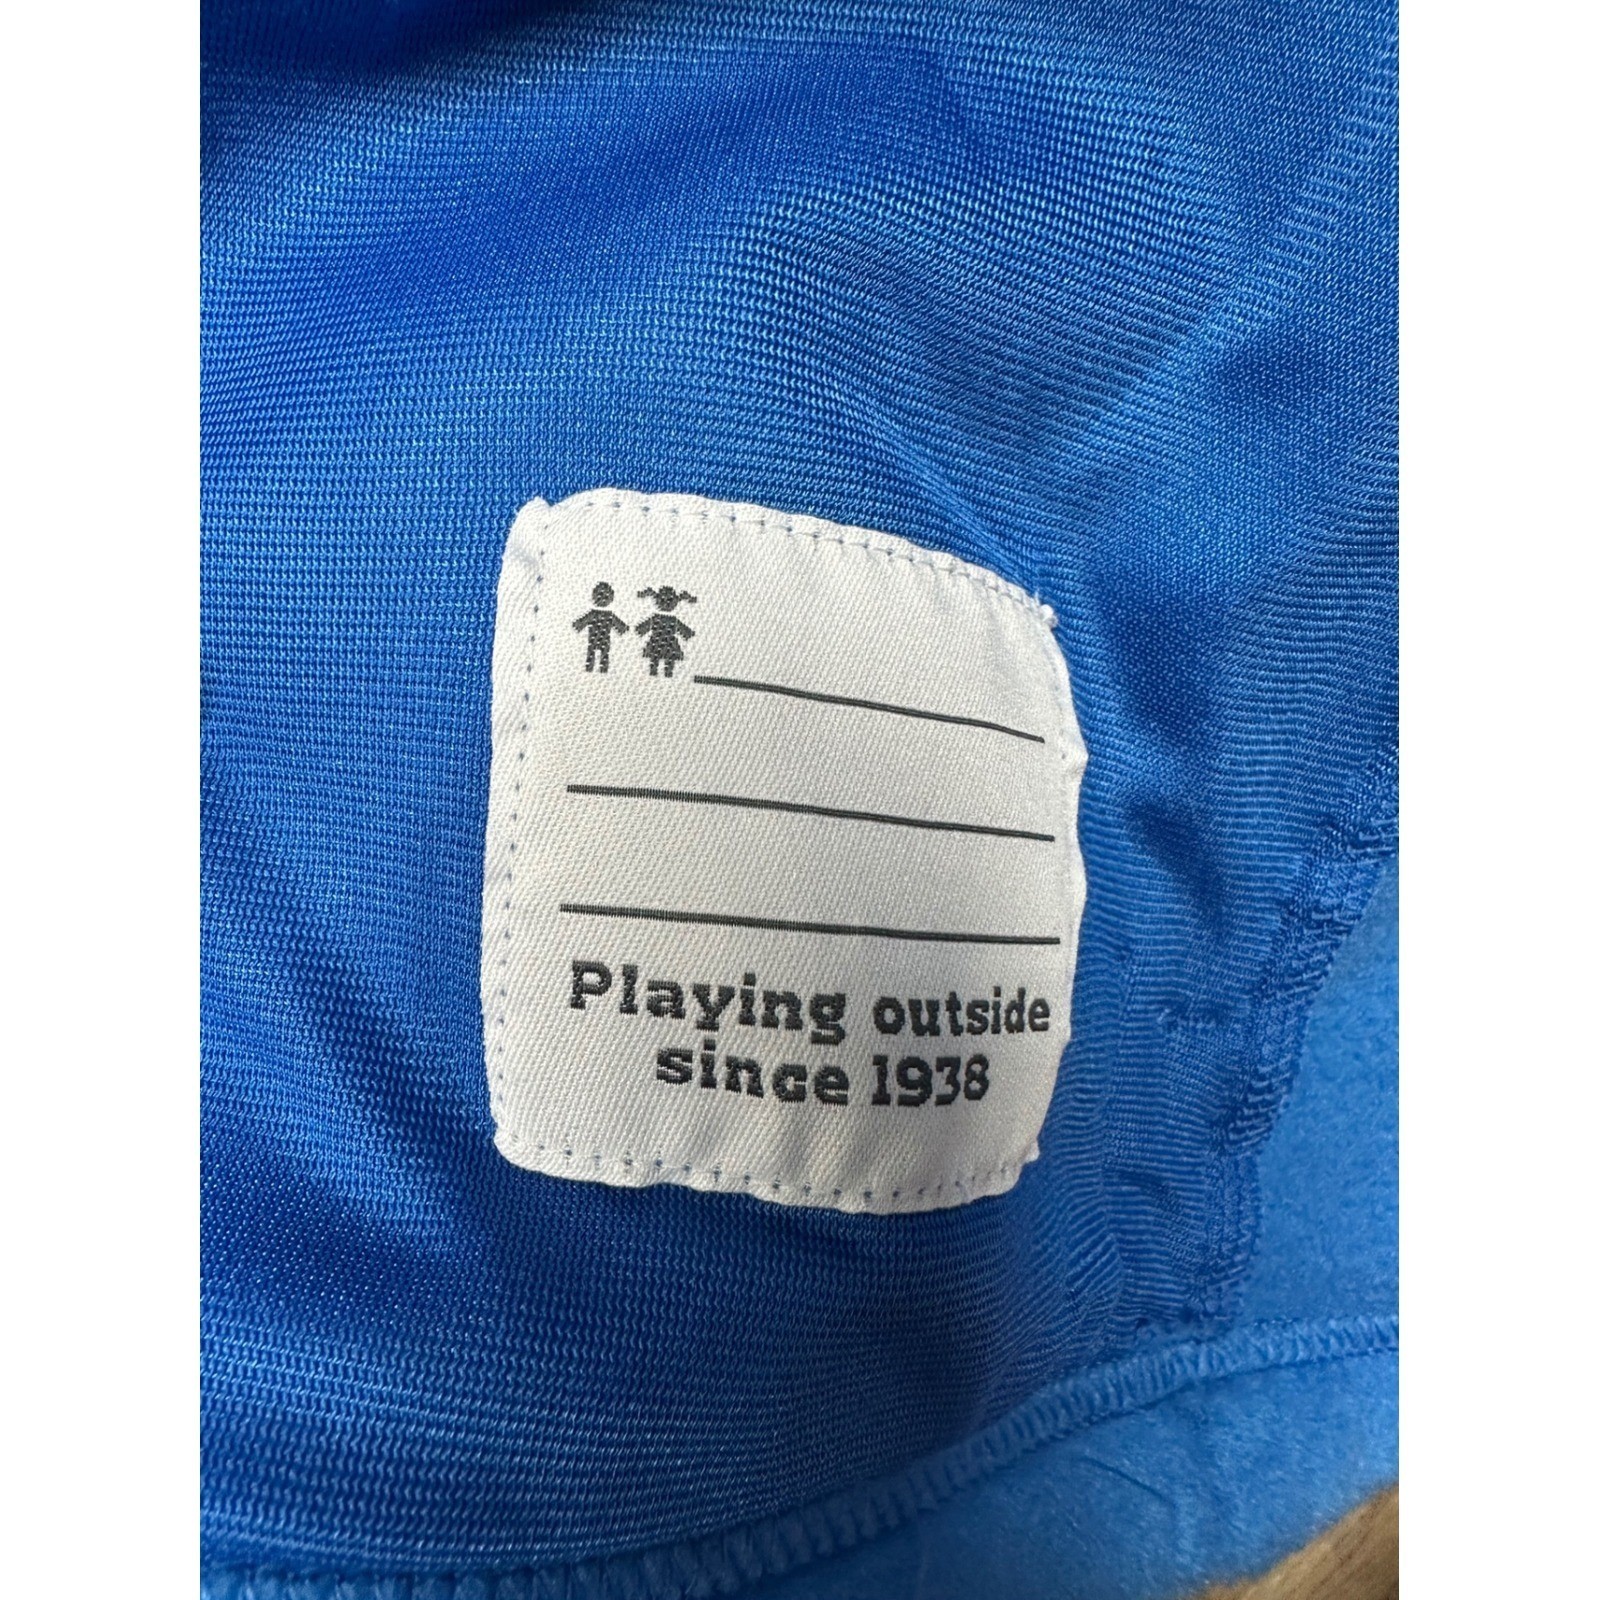 Playing outside
since 1938